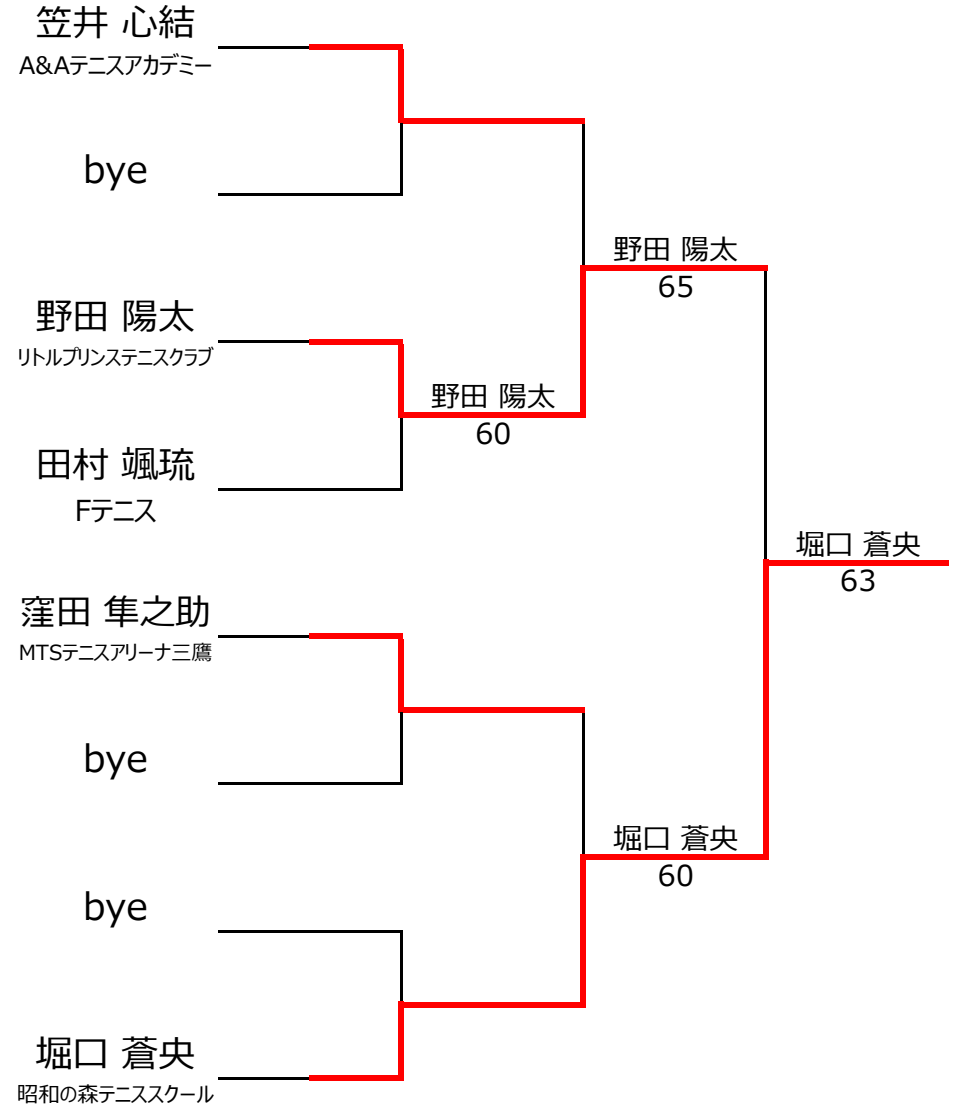 笠井 心結
A&Aテニスアカデミー
bye
野田 陽太
65
野田 陽太
リトルプリンステニスクラブ
野田 陽太
60
田村 颯琉
Fテニス
堀口 蒼央
63
窪田 隼之助
MTSテニスアリーナ三鷹
bye
堀口 蒼央
60
bye
堀口 蒼央
昭和の森テニススクール